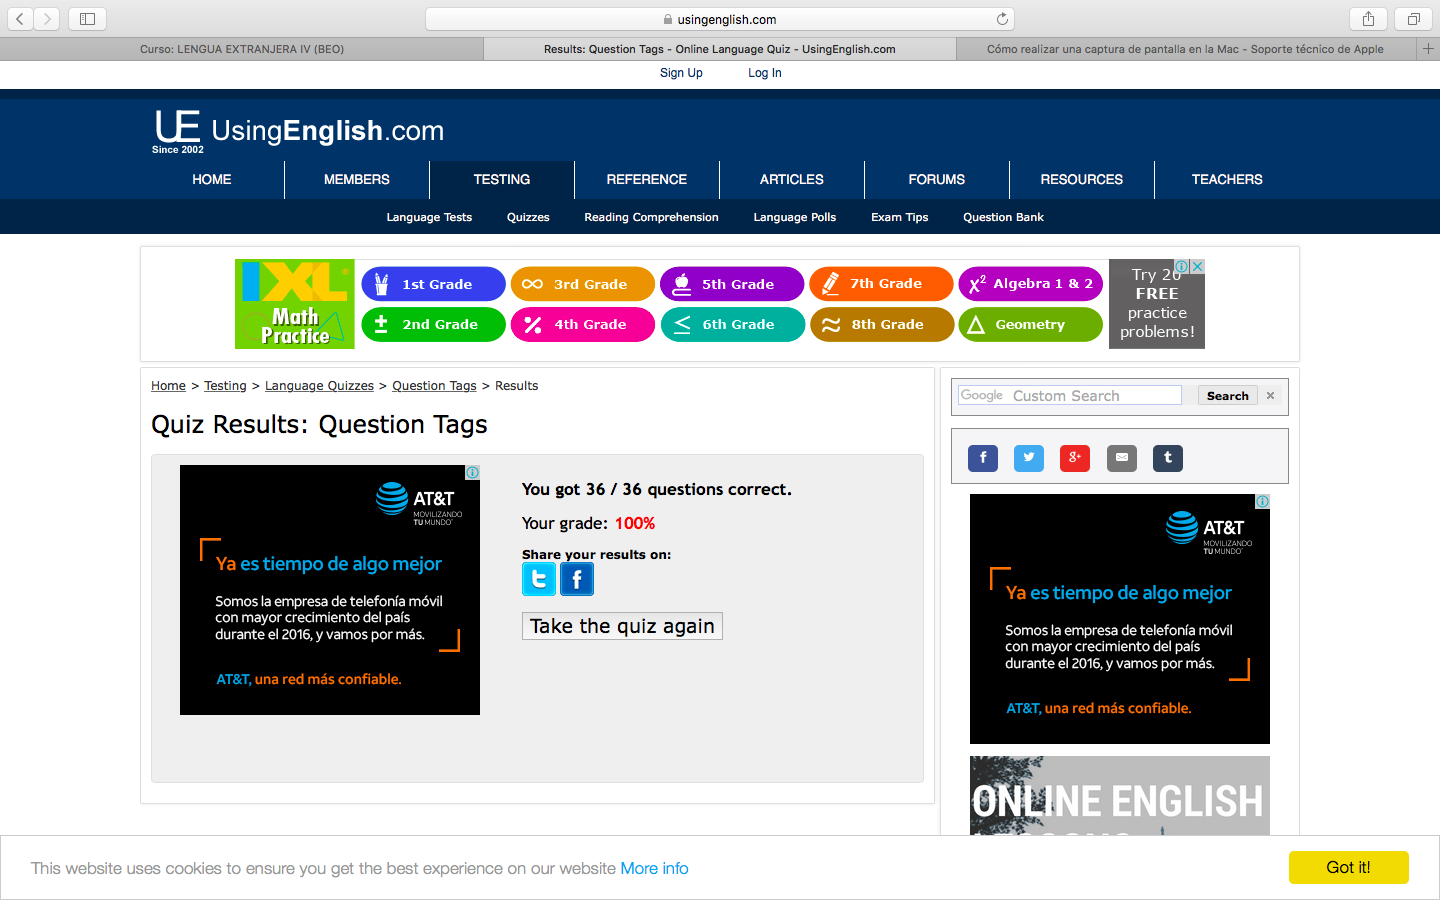 usingenglish.com
Curso: LENGUA EXTRANJERA IV (BEO)
Results: Question Tags - Online Language Quiz - UsingEnglish.com
Cómo realizar una captura de pantalla en la Mac - Soporte técnico de Apple
Sign Up
Log In
UE UsingEnglish.com
Since 2002
HOME
MEMBERS
TESTING
REFERENCE
ARTICLES
FORUMS
RESOURCES
TEACHERS
Language Tests
Quizzes
Reading Comprehension
Language Polls
Exam Tips
Question Bank
IXL
Math
Practice
1st Grade
3rd Grade
5th Grade
7th Grade
x² Algebra 1 & 2
2nd Grade
4th Grade
6th Grade
8th Grade
Geometry
Try 20
FREE
practice
problems!
Home > Testing > Language Quizzes > Question Tags > Results
Quiz Results: Question Tags
AT&T
MOVILIZANDO
TU MUNDO
Ya es tiempo de algo mejor
Somos la empresa de telefonía móvil
con mayor crecimiento del país
durante el 2016, y vamos por más.
AT&T, una red más confiable.
You got 36 / 36 questions correct.
Your grade: 100%
Share your results on:
Take the quiz again
Google Custom Search
Search
AT&T
MOVILIZANDO
TU MUNDO
Ya es tiempo de algo mejor
Somos la empresa de telefonía móvil
con mayor crecimiento del país
durante el 2016, y vamos por más.
AT&T, una red más confiable.
ONLINE ENGLISH
This website uses cookies to ensure you get the best experience on our website More info
Got it!